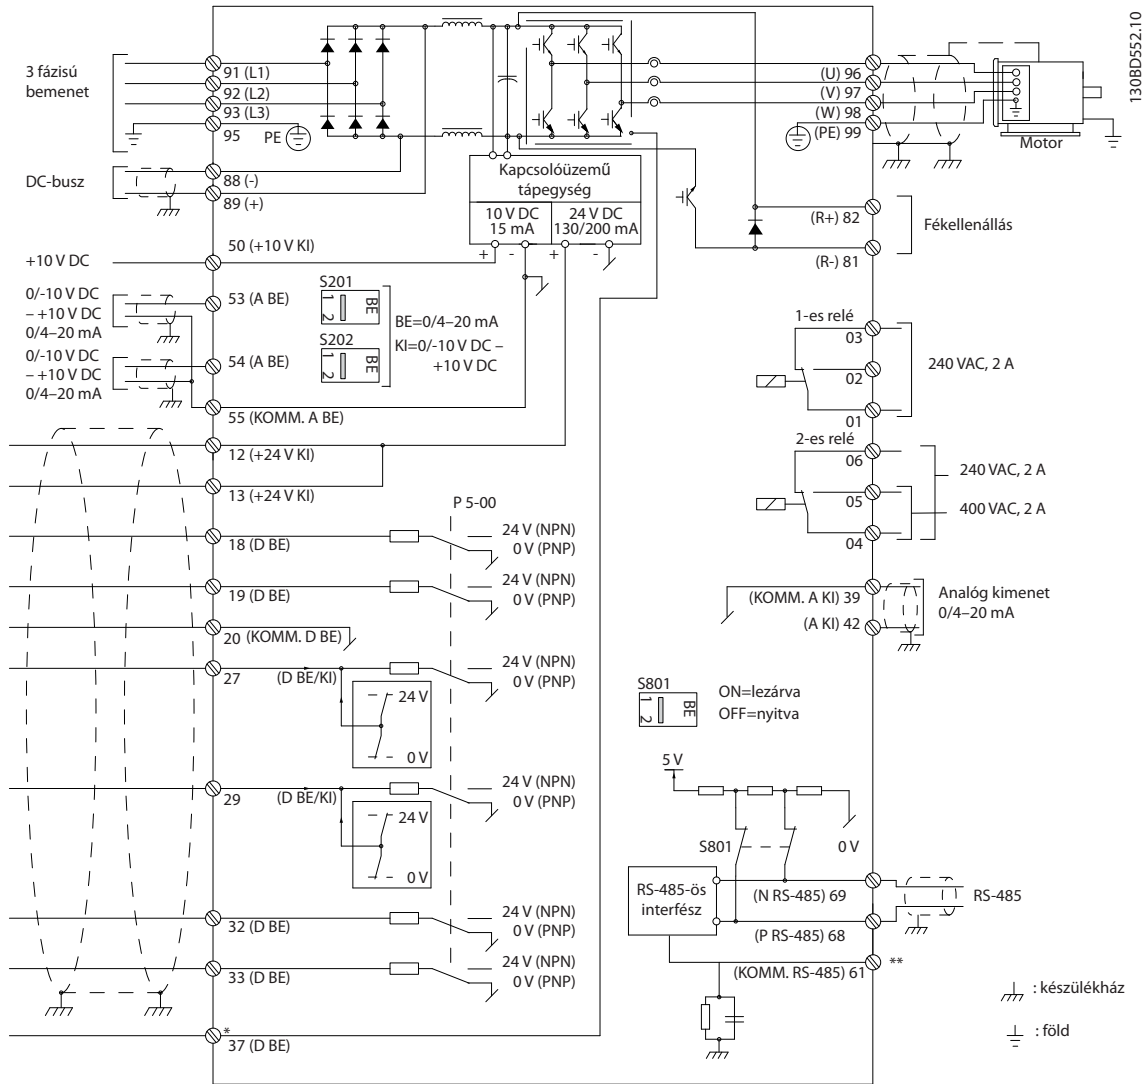 130BD552.10
3 fázisú
bemenet
91 (L1)
92 (L2)
93 (L3)
95
PE
DC-busz
88 (-)
89 (+)
50 (+10 V KI)
+10 V DC
0/-10 V DC
– +10 V DC
0/4–20 mA
53 (A BE)
0/-10 V DC
– +10 V DC
0/4–20 mA
54 (A BE)
55 (KOMM. A BE)
12 (+24 V KI)
13 (+24 V KI)
18 (D BE)
19 (D BE)
20 (KOMM. D BE)
27
(D BE/KI)
24 V
0 V
29
(D BE/KI)
24 V
0 V
32 (D BE)
33 (D BE)
*
37 (D BE)
Kapcsolóüzemű
tápegység
10 V DC
15 mA
24 V DC
130/200 mA
+ - + -
S201
1
2
BE
S202
1
2
BE
BE=0/4–20 mA
KI=0/-10 V DC –
+10 V DC
P 5-00
24 V (NPN)
0 V (PNP)
24 V (NPN)
0 V (PNP)
24 V (NPN)
0 V (PNP)
24 V (NPN)
0 V (PNP)
24 V (NPN)
0 V (PNP)
24 V (NPN)
0 V (PNP)
(U) 96
(V) 97
(W) 98
(PE) 99
Motor
(R+) 82
(R-) 81
Fékellenállás
1-es relé
03
02
01
240 VAC, 2 A
2-es relé
06
05
04
240 VAC, 2 A
400 VAC, 2 A
(KOMM. A KI) 39
(A KI) 42
Analóg kimenet
0/4–20 mA
S801
1
2
BE
ON=lezárva
OFF=nyitva
5 V
S801
0 V
RS-485-ös
interfész
(N RS-485) 69
(P RS-485) 68
(KOMM. RS-485) 61
**
RS-485
: készülékház
: föld